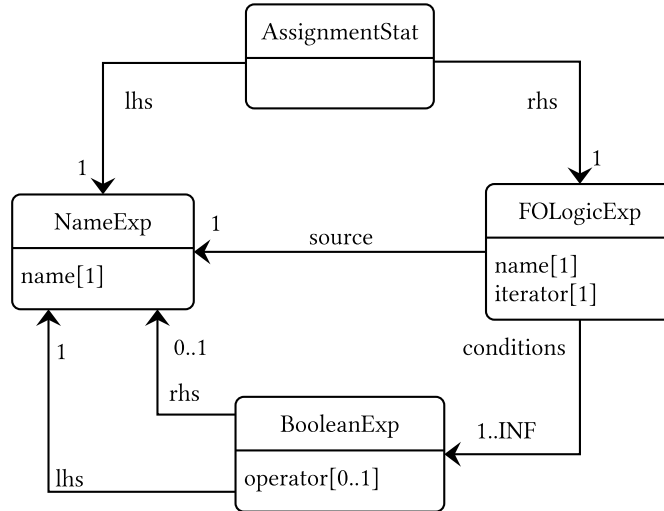 AssignmentStat
lhs
rhs
1
1
NameExp
name[1]
1
source
FOLogicExp
name[1]
iterator[1]
1
0..1
conditions
rhs
1..INF
BooleanExp
operator[0..1]
lhs